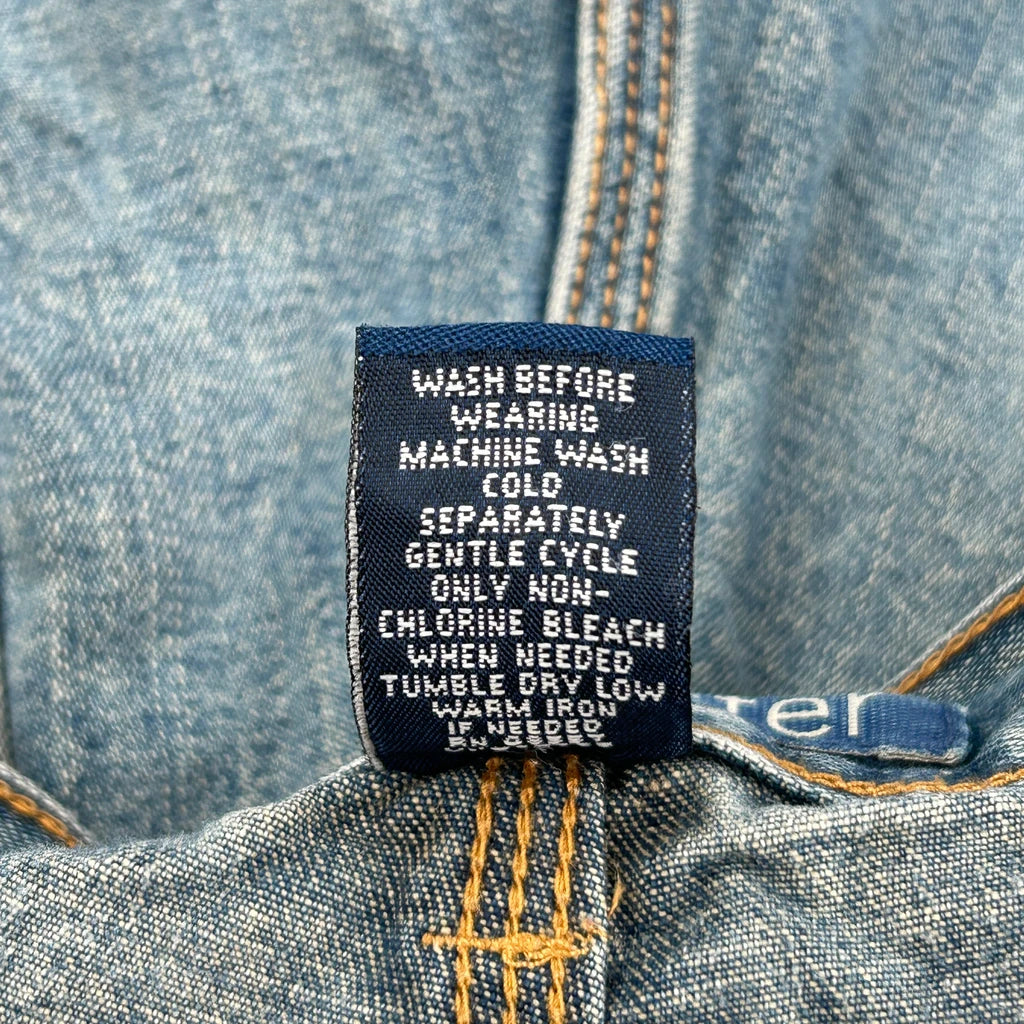 WASH BEFORE
WEARING
MACHINE WASH
COLD
SEPARATELY
GENTLE CYCLE
ONLY NON-
CHLORINE BLEACH
WHEN NEEDED
TUMBLE DRY LOW
WARM IRON
IF NEEDED